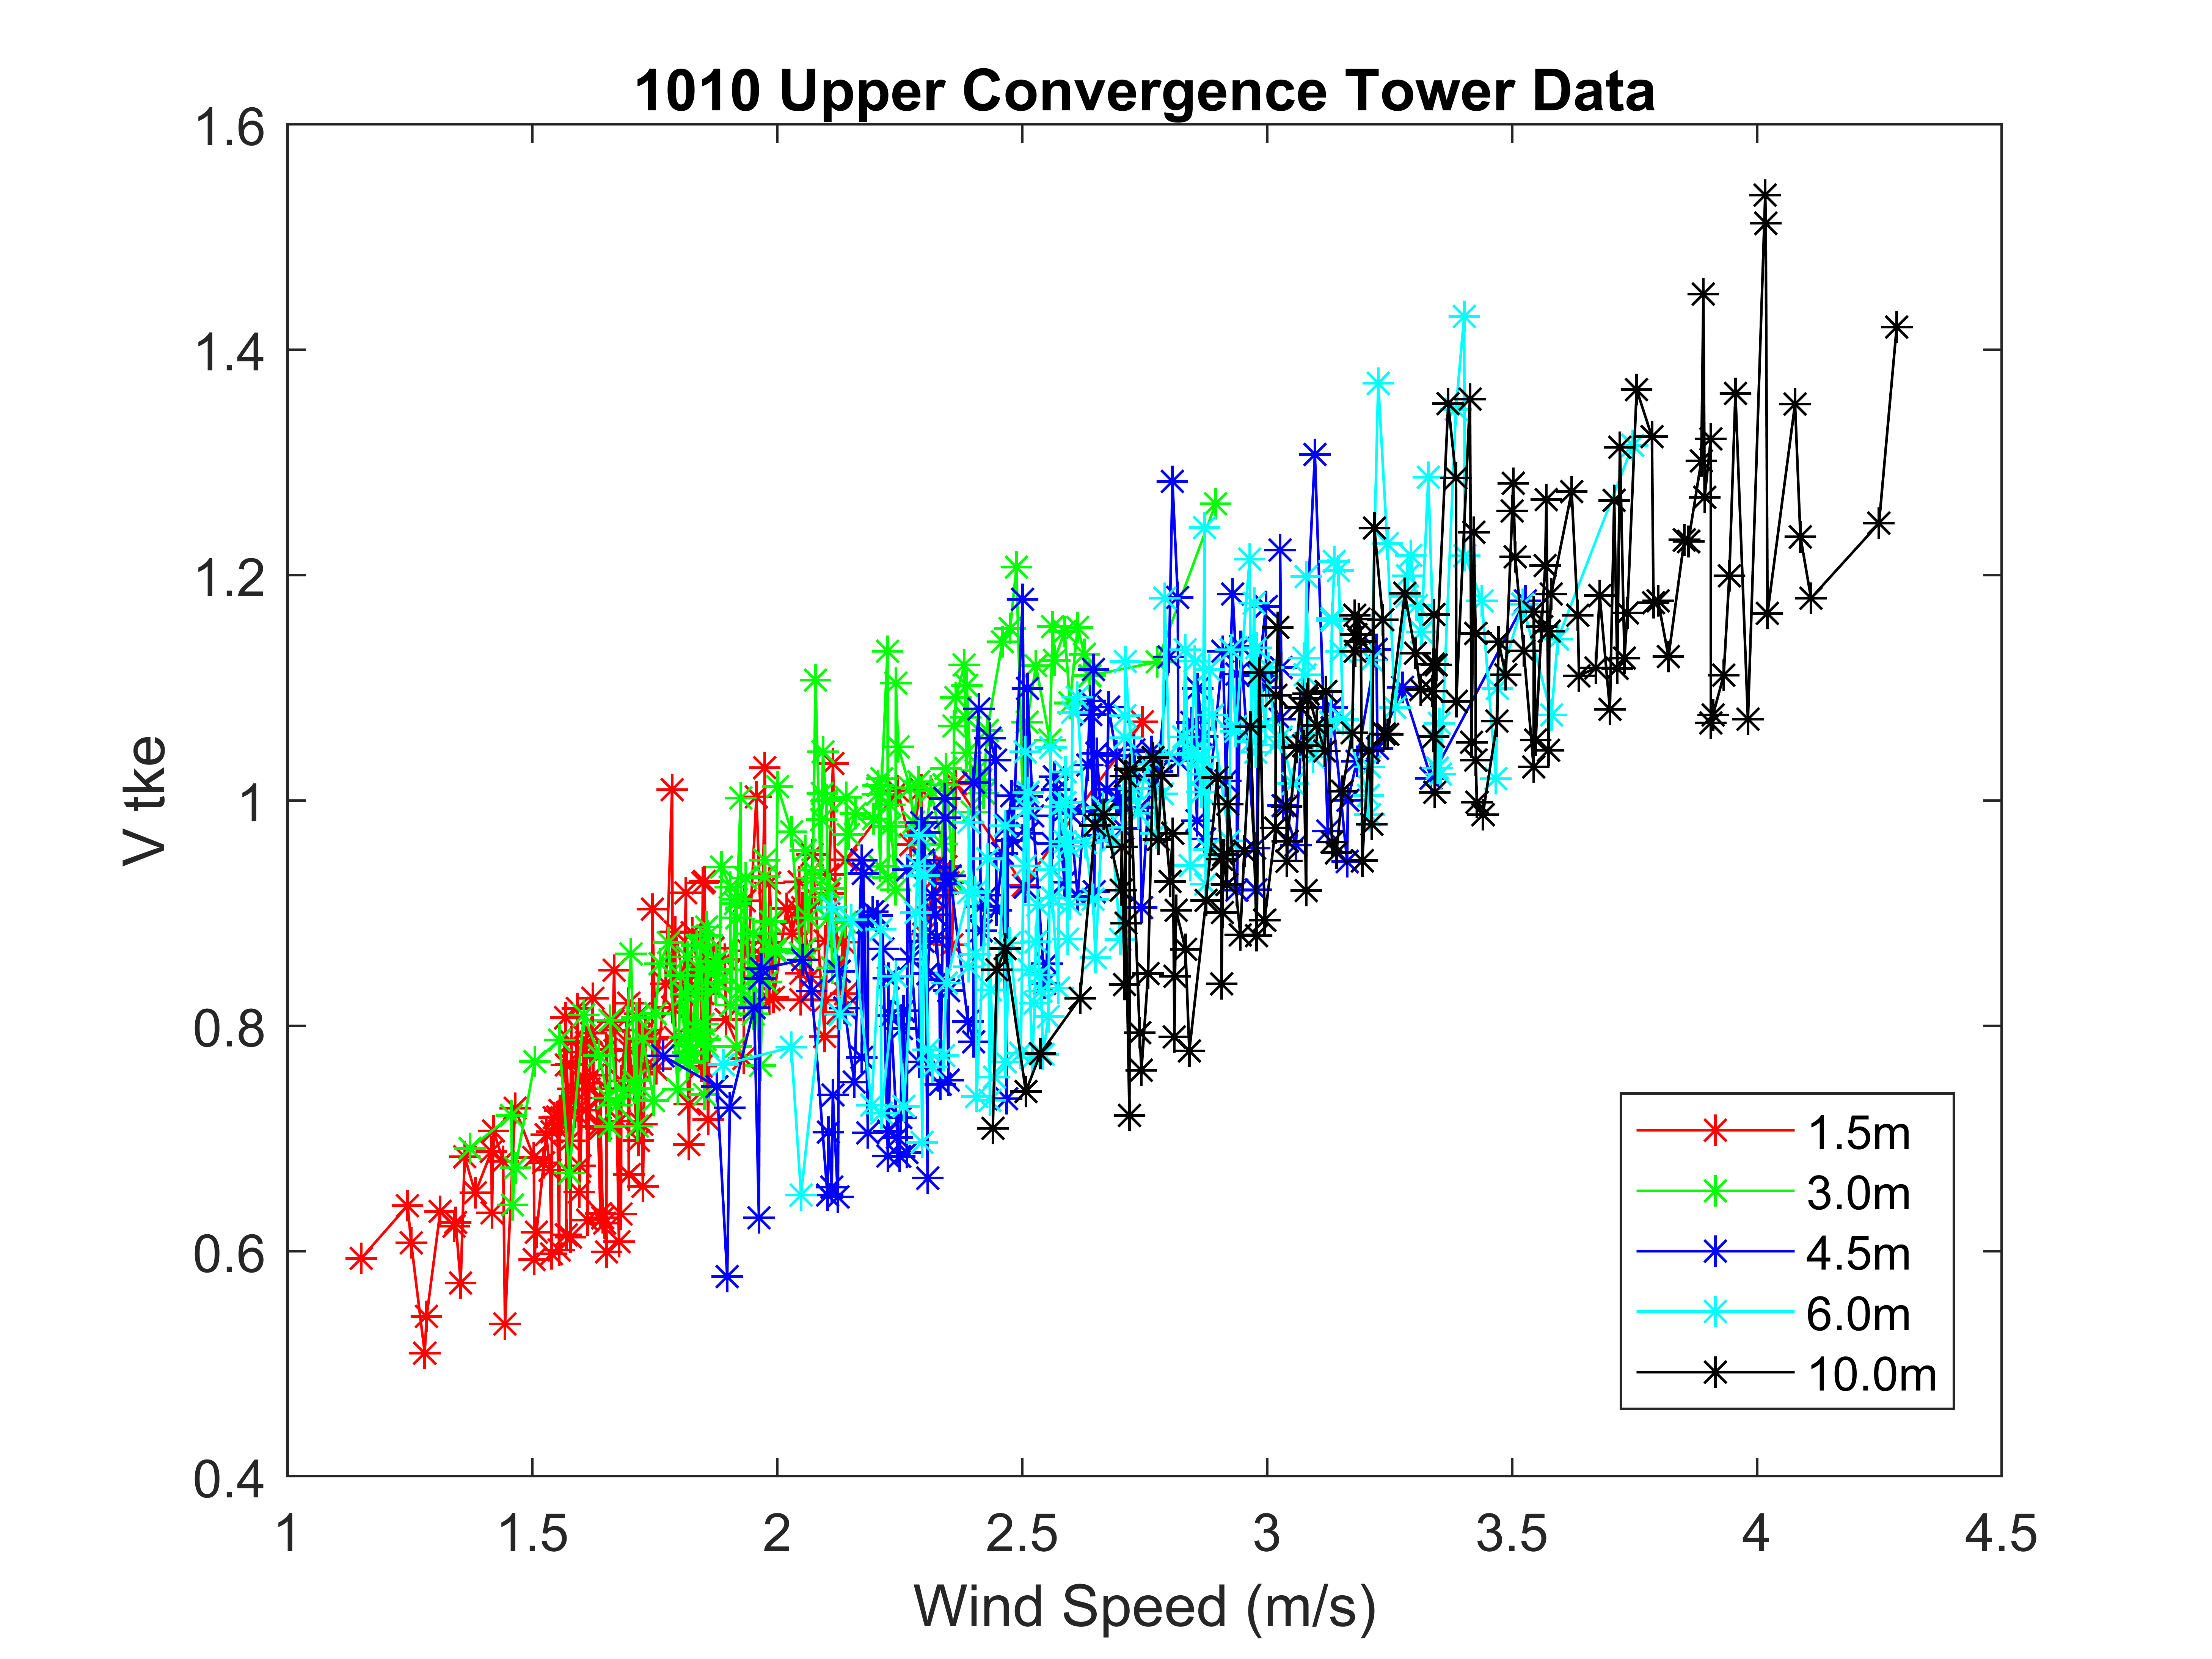 1010 Upper Convergence Tower Data
1.6
1.4
1.2
1
0.8
0.6
0.4
V tke
1
1.5
2
2.5
3
3.5
4
4.5
Wind Speed (m/s)
1.5m
3.0m
4.5m
6.0m
10.0m